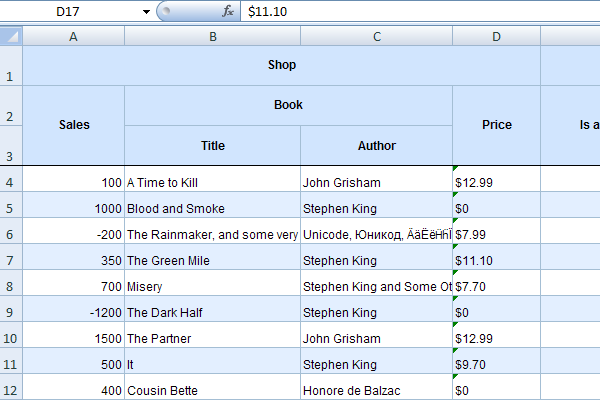 D17 fx $11.10
A B C D
1 Shop
2 Sales Book Price Is a
3 Title Author
4 100 A Time to Kill John Grisham $12.99
5 1000 Blood and Smoke Stephen King $0
6 -200 The Rainmaker, and some very Unicode, Юникод, ÄäËëЙйЇ $7.99
7 350 The Green Mile Stephen King $11.10
8 700 Misery Stephen King and Some Ot $7.70
9 -1200 The Dark Half Stephen King $0
10 1500 The Partner John Grisham $12.99
11 500 It Stephen King $9.70
12 400 Cousin Bette Honore de Balzac $0